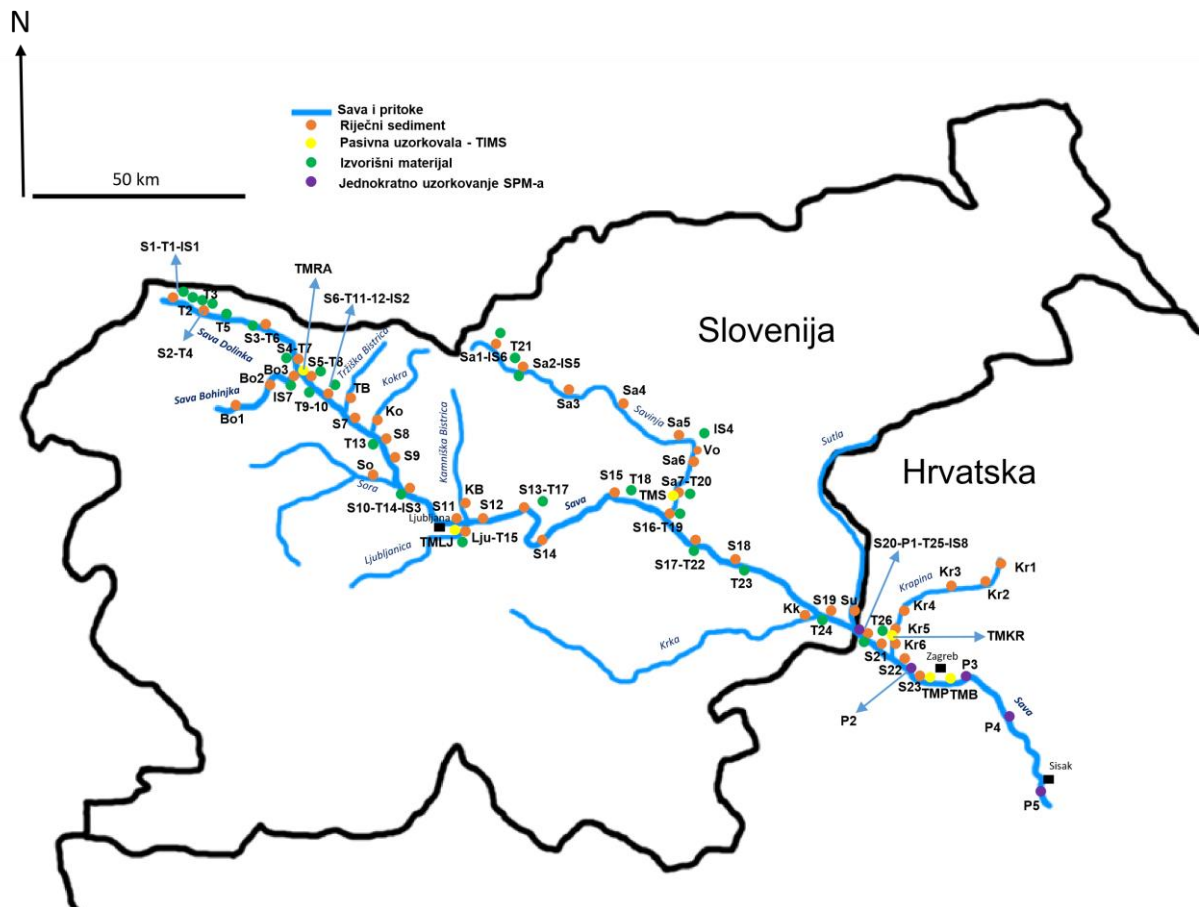 N
Sava i pritoke
Riječni sediment
Pasivna uzorkovala - TIMS
Izvorišni materijal
Jednokratno uzorkovanje SPM-a
50 km
S1-T1-IS1
TMRA
S6-T11-12-IS2
T3
T2
T5
S3-T6
S2-T4
Sava Dolinka
S4-T7
S5-T8
Tržiška Bistrica
Bo3
Bo2
IS7
T9-10
TB
Kokra
Sava Bohinjka
Bo1
S7
Ko
T13
S8
S9
So
Sora
S10-T14-IS3
Kamniška Bistrica
KB
S11
S12
Ljubljana
TMLJ
Lju-T15
Ljubljanica
S13-T17
S14
Sava
S15
T18
Slovenija
T21
Sa1-IS6
Sa2-IS5
Sa3
Sa4
Savinja
Sa5
IS4
Vo
Sa6
Sa7-T20
TMS
S16-T19
S17-T22
S18
T23
Hrvatska
Sutla
S20-P1-T25-IS8
Kk
S19
Su
T24
Krka
Krapina
Kr1
Kr2
Kr3
Kr4
T26
Kr5
TMKR
Kr6
S21
S22
Zagreb
P3
S23
TMP
TMB
P2
Sava
P4
Sisak
P5